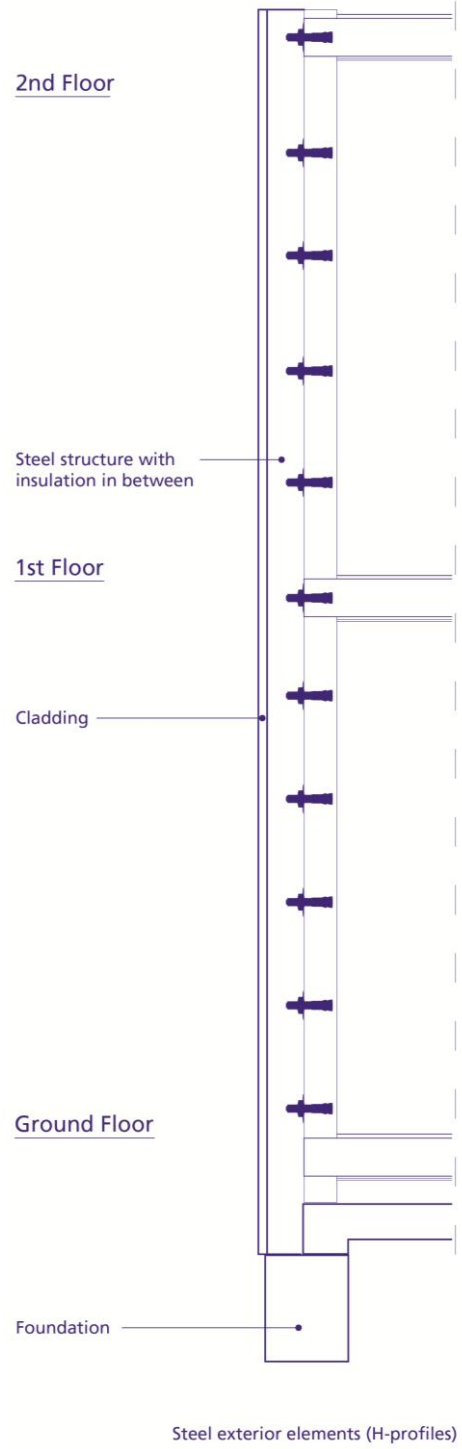 2nd Floor
Steel structure with
insulation in between
1st Floor
Cladding
Ground Floor
Foundation
Steel exterior elements (H-profiles)